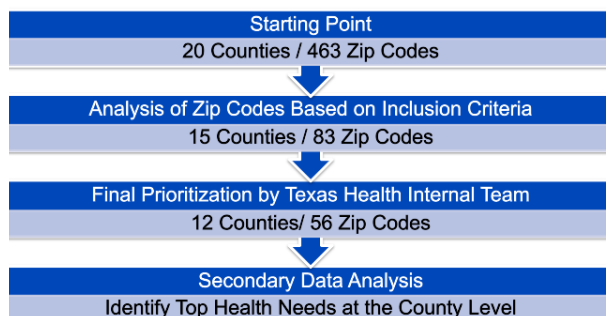 Starting Point
20 Counties / 463 Zip Codes
Analysis of Zip Codes Based on Inclusion Criteria
15 Counties / 83 Zip Codes
Final Prioritization by Texas Health Internal Team
12 Counties/ 56 Zip Codes
Secondary Data Analysis
Identify Top Health Needs at the County Level